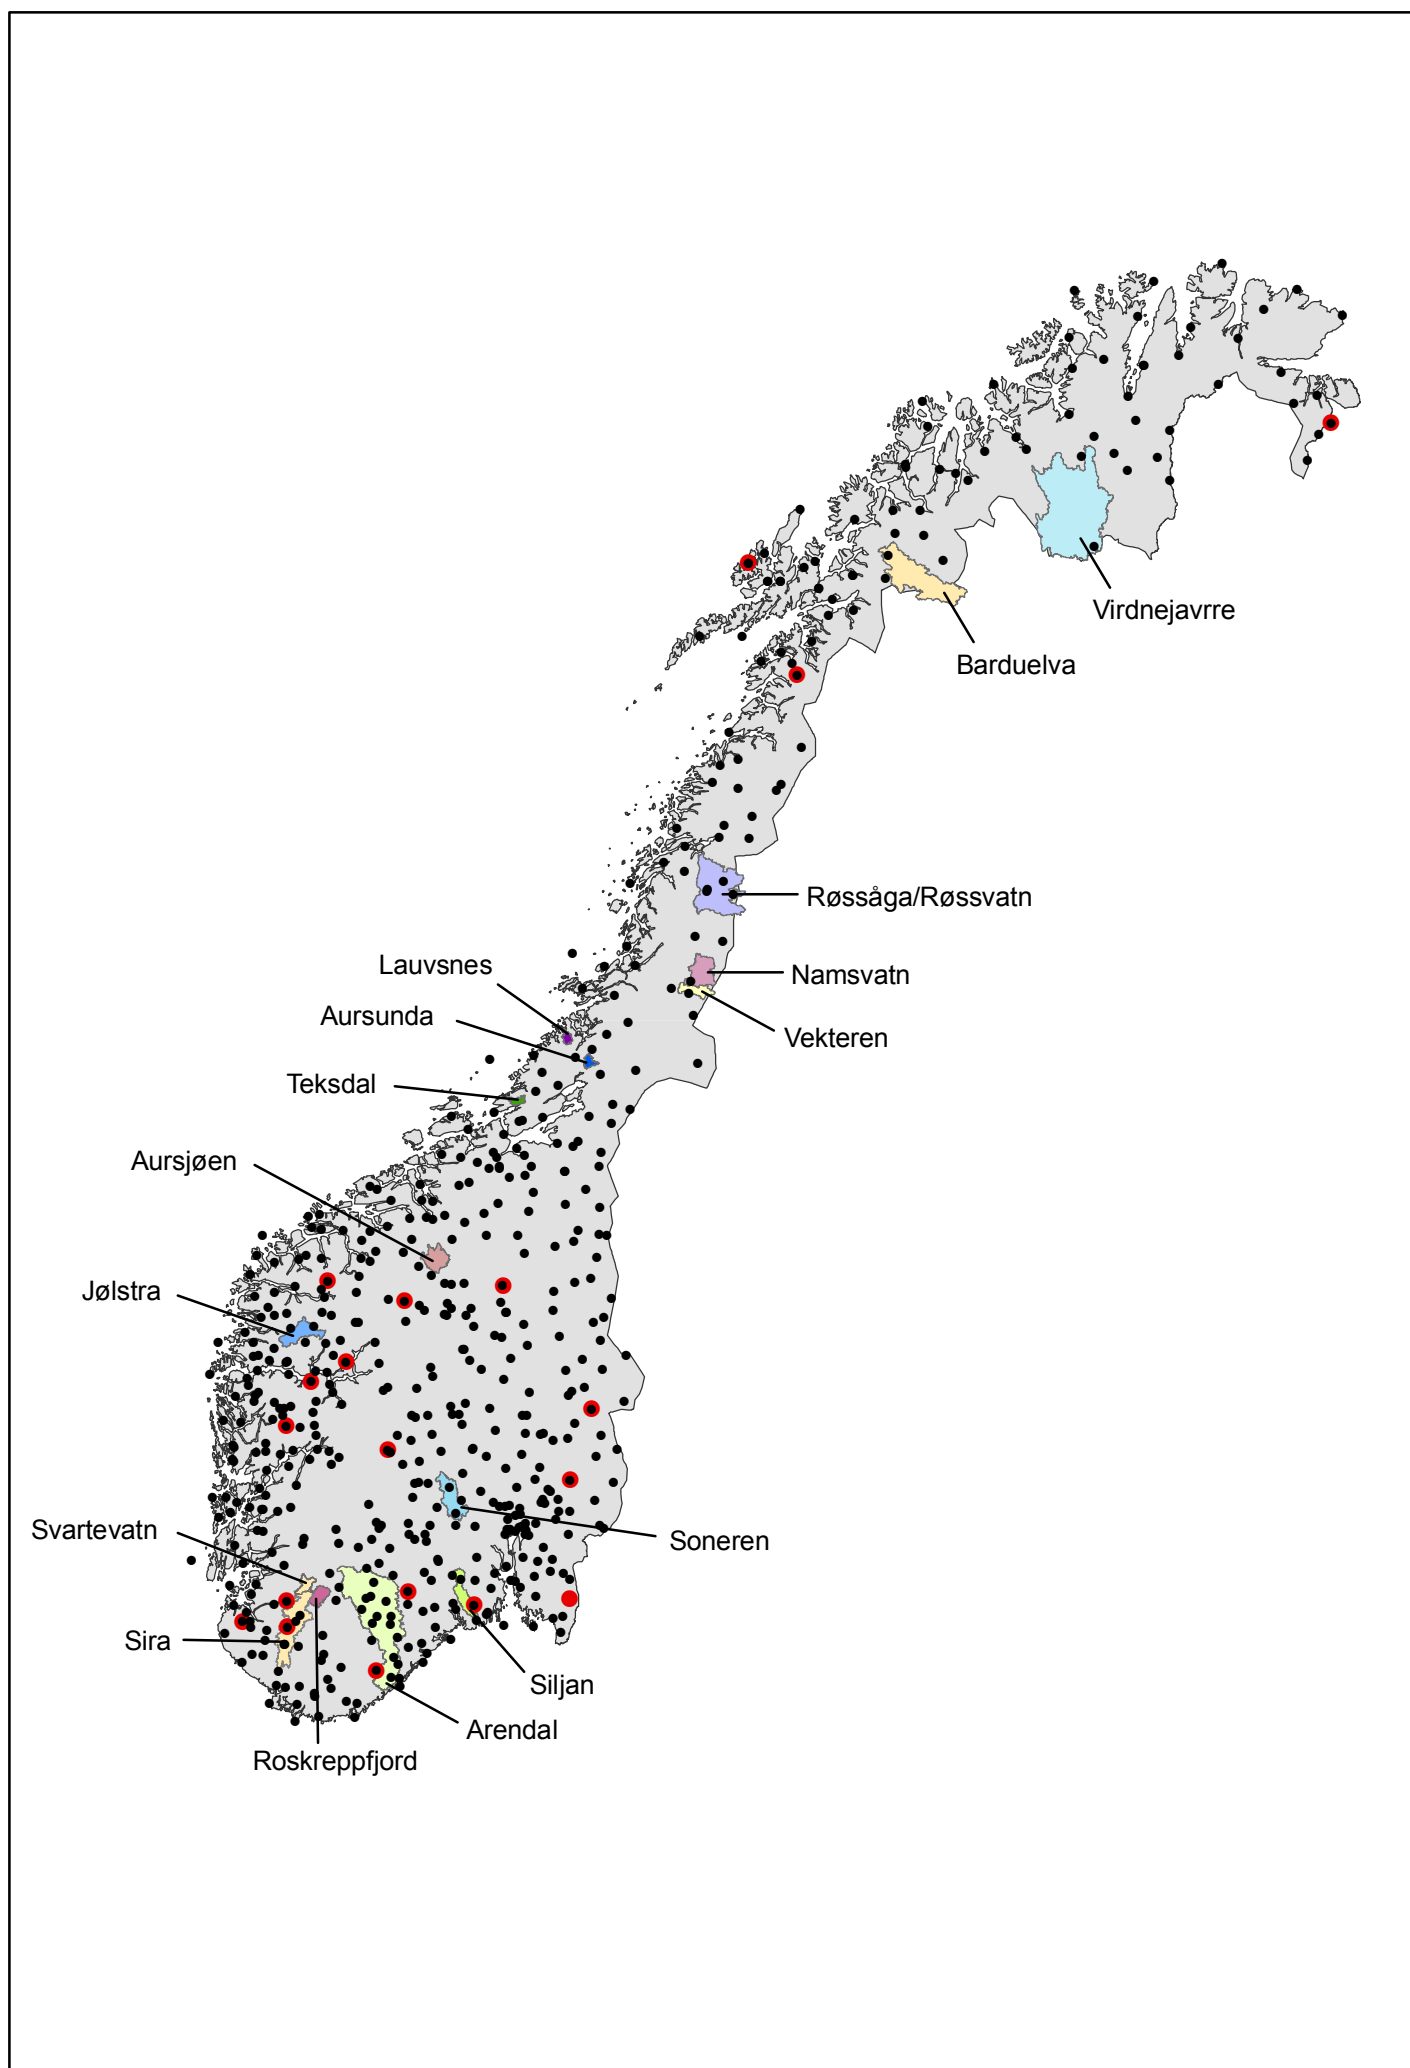 Virdnejavrre
Barduelva
Røssåga/Røssvatn
Lauvsnes
Namsvatn
Aursunda
Vekteren
Teksdal
Aursjøen
Jølstra
Svartevatn
Soneren
Sira
Siljan
Arendal
Roskreppfjord